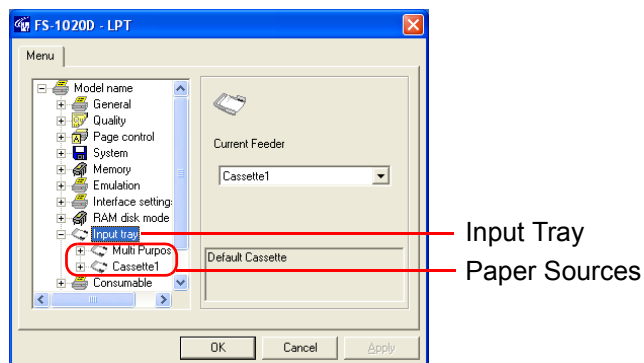 FS-1020D - LPT
Menu
Model name
General
Quality
Page control
System
Memory
Emulation
Interface setting:
RAM disk mode
Input tray
Multi Purpos
Cassette1
Consumable
Current Feeder
Cassette1
Default Cassette
OK Cancel Apply
Input Tray
Paper Sources